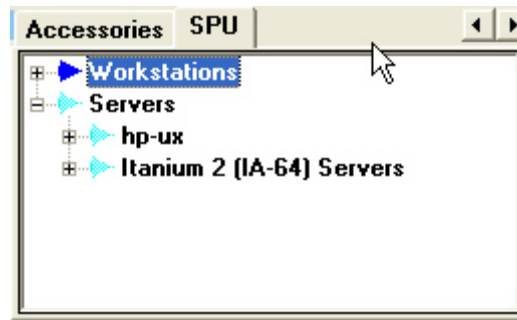 Accessories SPU
Workstations
Servers
hp-ux
Itanium 2 (IA-64) Servers